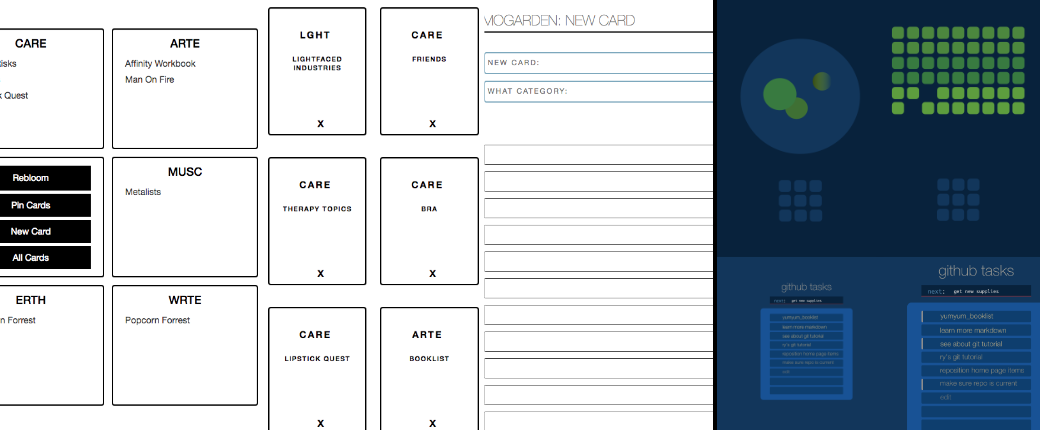 CARE
isks
k Quest
ARTE
Affinity Workbook
Man On Fire
Rebloom
Pin Cards
New Card
All Cards
MUSC
Metalists
ERTH
n Forrest
WRTE
Popcorn Forrest
LGHT
LIGHTFACED
INDUSTRIES
X
CARE
FRIENDS
X
CARE
THERAPY TOPICS
X
CARE
BRA
X
CARE
LIPSTICK QUEST
X
ARTE
BOOKLIST
X
MOGARDEN: NEW CARD
NEW CARD:
WHAT CATEGORY:
github tasks
next: get new supplies
yumyum_booklist
learn more markdown
see about git tutorial
ry's git tutorial
reposition home page items
make sure repo is current
edit
github tasks
next: get new supplies
yumyum_booklist
learn more markdown
see about git tutorial
ry's git tutorial
reposition home page items
make sure repo is current
edit